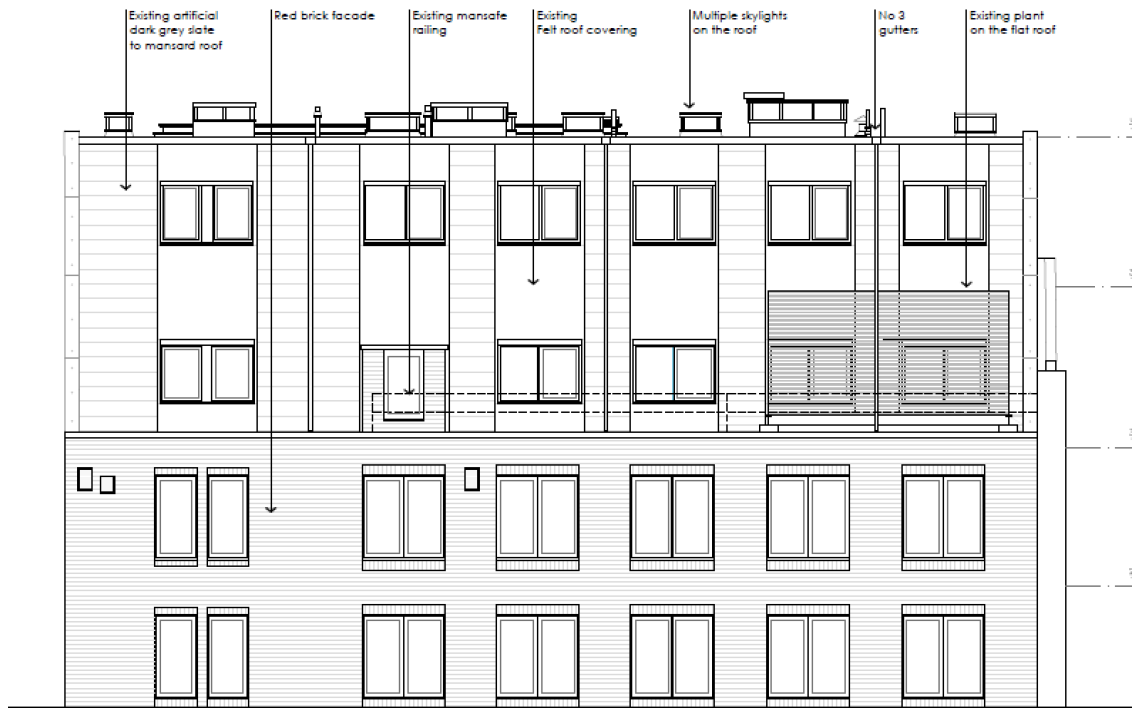 Existing artificial
dark grey slate
to mansard roof
Red brick facade
Existing mansafe
railing
Existing
Felt roof covering
Multiple skylights
on the roof
No 3
gutters
Existing plant
on the flat roof